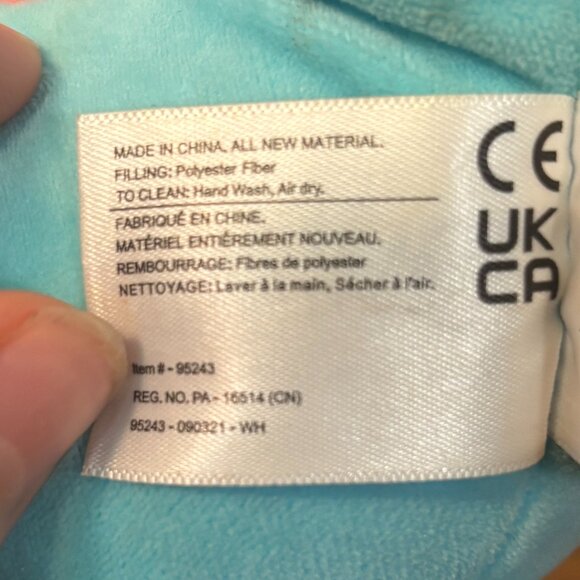 MADE IN CHINA. ALL NEW MATERIAL.
FILLING: Polyester Fiber
TO CLEAN: Hand Wash, Air dry.
FABRIQUÉ EN CHINE.
MATÉRIEL ENTIÈREMENT NOUVEAU.
REMBOURRAGE: Fibres de polyester
NETTOYAGE: Laver à la main, Sécher à l'air.
Item # - 95243
REG. NO. PA - 16514 (CN)
95243 - 090321 - WH
CE
UK
CA